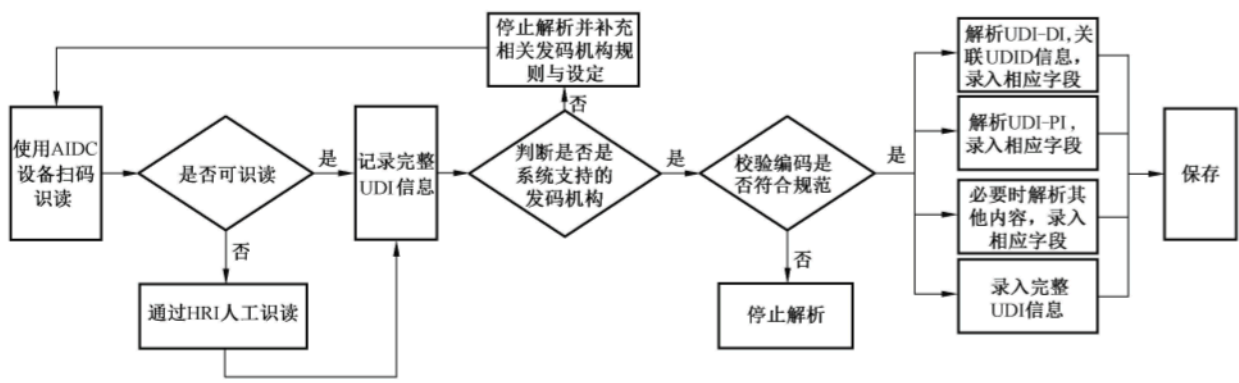 使用AIDC
设备扫码
识读
是否可识读
是
否
通过HRI人工识读
记录完整
UDI信息
判断是否是
系统支持的
发码机构
否
停止解析并补充
相关发码机构规
则与设定
是
校验编码是
否符合规范
否
停止解析
是
解析UDI-DI,关
联UDID信息,
录入相应字段
解析UDI-PI,
录入相应字段
必要时解析其
他内容,录入
相应字段
录入完整
UDI信息
保存